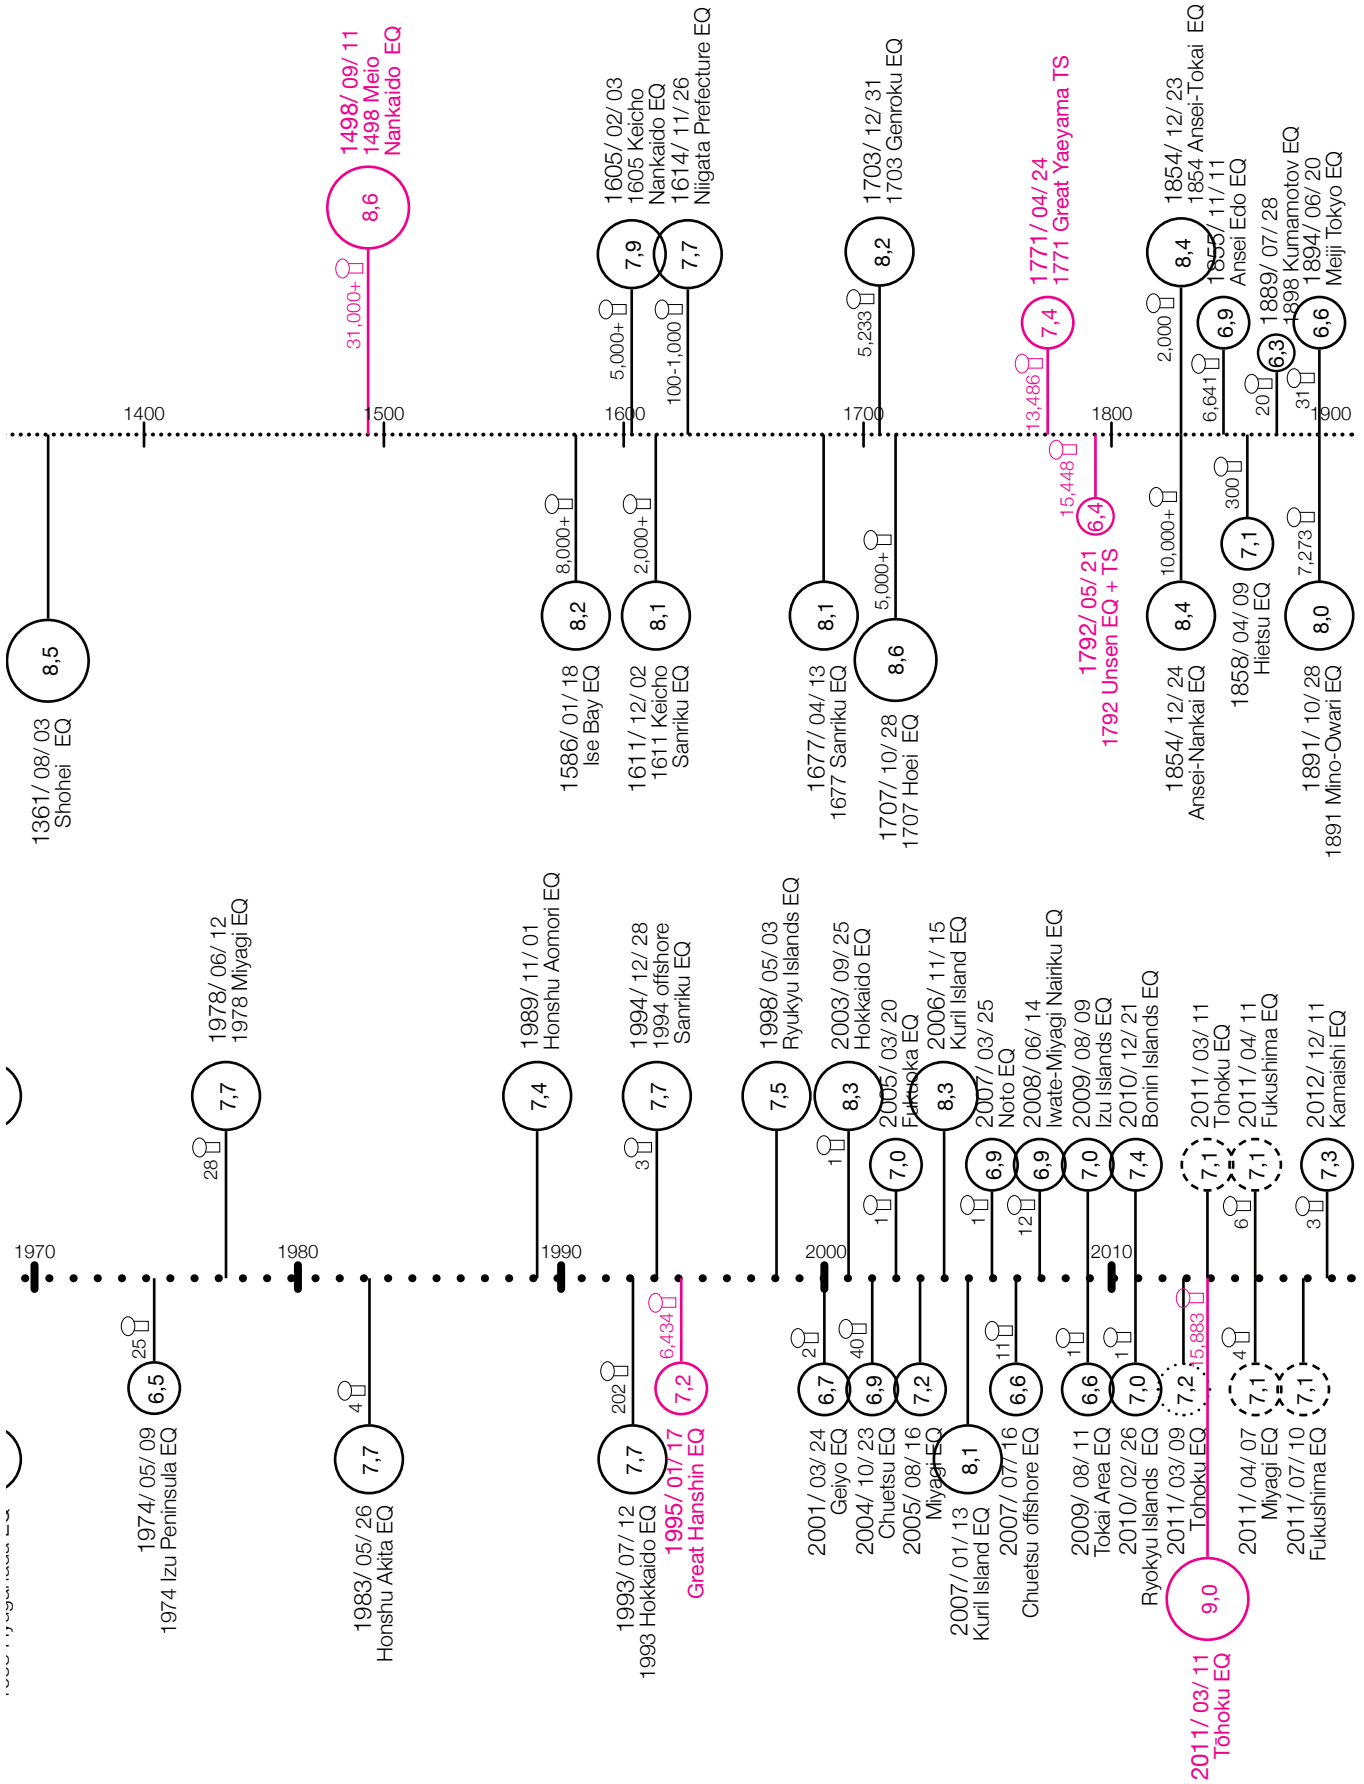 1361/ 08/ 03
Shohei EQ
8,5
1400
1498/ 09/ 11
1498 Meio
Nankaido EQ
8,6
31,000+
1500
1586/ 01/ 18
Ise Bay EQ
8,2
8,000+
1605/ 02/ 03
1605 Keicho
Nankaido EQ
7,9
5,000+
1600
1611/ 12/ 02
1611 Keicho
Sanriku EQ
8,1
2,000+
1614/ 11/ 26
Niigata Prefecture EQ
7,7
100-1,000
1677/ 04/ 13
1677 Sanriku EQ
8,1
1703/ 12/ 31
1703 Genroku EQ
8,2
5,233
1700
1707/ 10/ 28
1707 Hoei EQ
8,6
5,000+
1771/ 04/ 24
1771 Great Yaeyama TS
7,4
13,486
1792/ 05/ 21
1792 Unsen EQ + TS
6,4
15,448
1800
1854/ 12/ 23
1854 Ansei-Tokai EQ
8,4
2,000
1854/ 12/ 24
Ansei-Nankai EQ
8,4
10,000+
1855/ 11/ 11
Ansei Edo EQ
6,9
6,641
1858/ 04/ 09
Hietsu EQ
7,1
300
1889/ 07/ 28
1898 Kumamotov EQ
6,3
20
1894/ 06/ 20
Meiji Tokyo EQ
6,6
31
1900
1891/ 10/ 28
1891 Mino-Owari EQ
8,0
7,273
1970
1974/ 05/ 09
1974 Izu Peninsula EQ
6,5
25
1978/ 06/ 12
1978 Miyagi EQ
7,7
28
1980
1983/ 05/ 26
Honshu Akita EQ
7,7
4
1989/ 11/ 01
Honshu Aomori EQ
7,4
1990
1993/ 07/ 12
1993 Hokkaido EQ
7,7
202
1994/ 12/ 28
1994 offshore
Sanriku EQ
7,7
3
1995/ 01/ 17
Great Hanshin EQ
7,2
6,434
1998/ 05/ 03
Ryukyu Islands EQ
7,5
2000
2001/ 03/ 24
Geiyo EQ
6,7
2
2003/ 09/ 25
Hokkaido EQ
8,3
1
2004/ 10/ 23
Chuetsu EQ
6,9
40
2005/ 03/ 20
Fukuoka EQ
7,0
1
2005/ 08/ 16
Miyagi EQ
7,2
2006/ 11/ 15
Kuril Island EQ
8,3
2007/ 01/ 13
Kuril Island EQ
8,1
2007/ 03/ 25
Noto EQ
6,9
1
2007/ 07/ 16
Chuetsu offshore EQ
6,6
11
2008/ 06/ 14
Iwate-Miyagi Nairiku EQ
6,9
12
2009/ 08/ 09
Izu Islands EQ
7,0
2009/ 08/ 11
Tokai Area EQ
6,6
1
2010
2010/ 12/ 21
Bonin Islands EQ
7,4
2010/ 02/ 26
Ryokyu Islands EQ
7,0
1
2011/ 03/ 09
Tohoku EQ
7,2
2011/ 03/ 11
Tohoku EQ
7,1
2011/ 03/ 11
Tōhoku EQ
9,0
15,883
2011/ 04/ 11
Fukushima EQ
7,1
6
2011/ 04/ 07
Miyagi EQ
7,1
4
2011/ 07/ 10
Fukushima EQ
7,1
2012/ 12/ 11
Kamaishi EQ
7,3
3